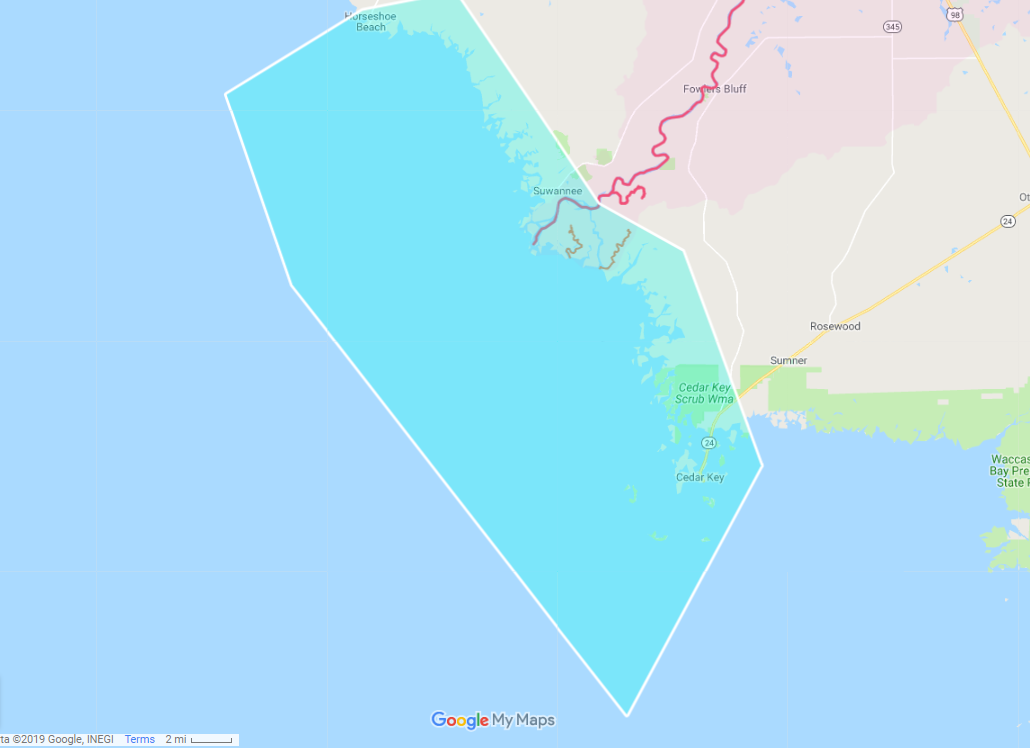 Horseshoe
Beach
98
345
Fowlers Bluff
Suwannee
24
Rosewood
Sumner
Cedar Key
Scrub Wma
24
Waccas
Bay Pre
State
Cedar Key
Google My Maps
ta ©2019 Google, INEGI Terms 2 mi